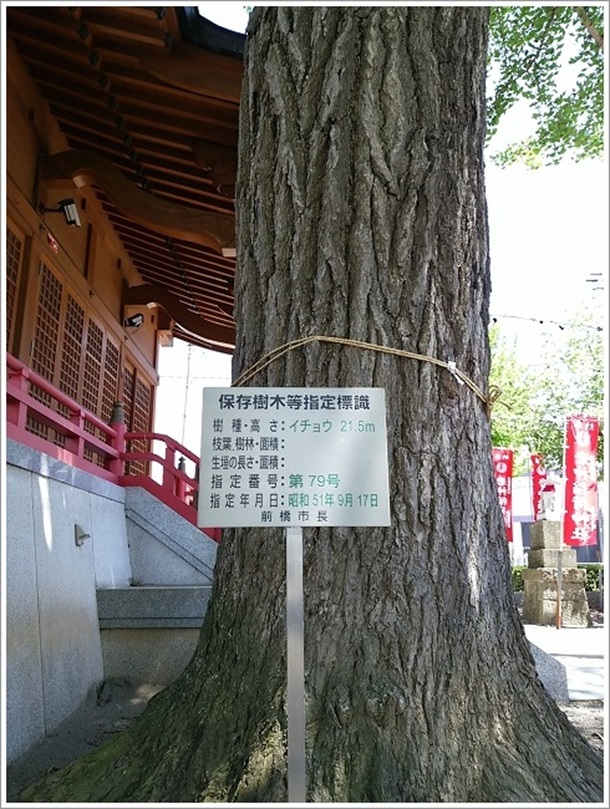 保存樹木等指定標識
樹種・高さ：イチョウ 21.5m
枝葉、樹林・面積：
生垣の長さ・面積：
指定番号：第79号
指定年月日：昭和51年9月17日
前橋市長